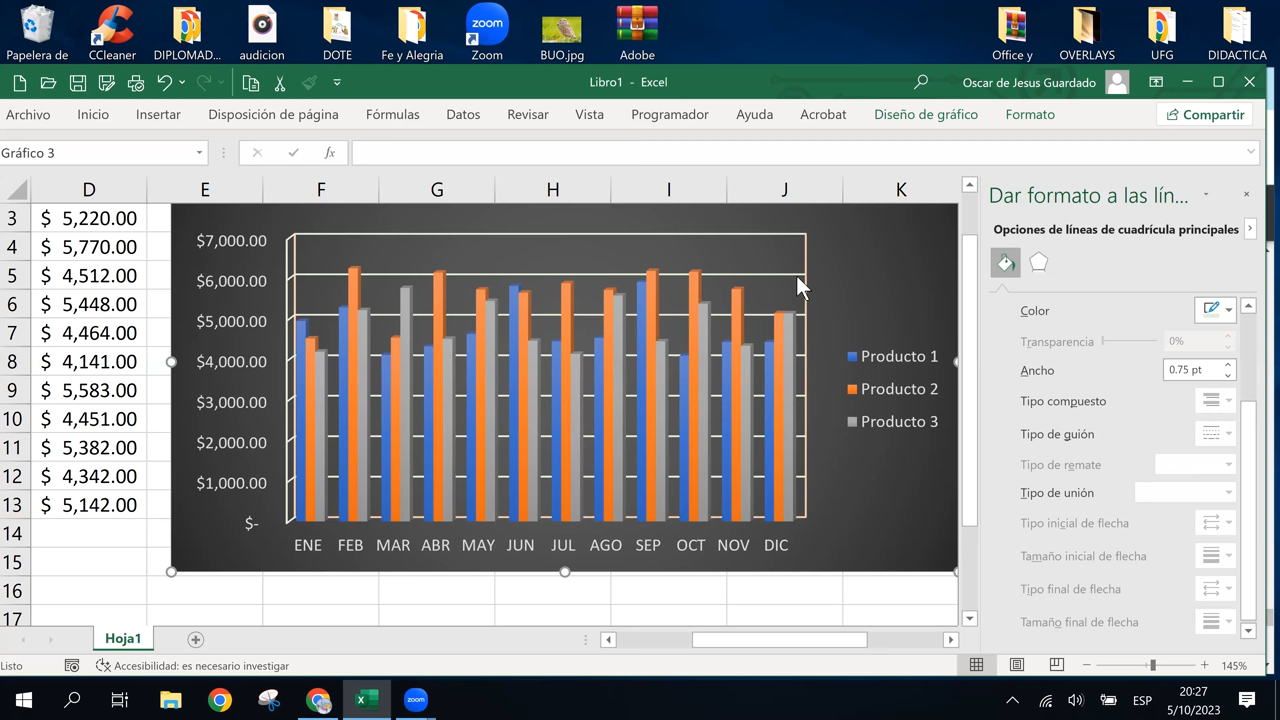 Papelera de
CCleaner
DIPLOMAD...
audicion
DOTE
Fe y Alegria
zoom
Zoom
BUO.jpg
Adobe
Office y
OVERLAYS
UFG
DIDACTICA
Libro1 - Excel
Oscar de Jesus Guardado
Archivo
Inicio
Insertar
Disposición de página
Fórmulas
Datos
Revisar
Vista
Programador
Ayuda
Acrobat
Diseño de gráfico
Formato
Compartir
Gráfico 3
fx
D
E
F
G
H
I
J
K
3 $ 5,220.00
4 $ 5,770.00
5 $ 4,512.00
6 $ 5,448.00
7 $ 4,464.00
8 $ 4,141.00
9 $ 5,583.00
10 $ 4,451.00
11 $ 5,382.00
12 $ 4,342.00
13 $ 5,142.00
14
15
16
17
$7,000.00
$6,000.00
$5,000.00
$4,000.00
$3,000.00
$2,000.00
$1,000.00
$-
ENE FEB MAR ABR MAY JUN JUL AGO SEP OCT NOV DIC
Producto 1
Producto 2
Producto 3
Dar formato a las lín...
Opciones de líneas de cuadrícula principales
Color
Transparencia 0%
Ancho 0.75 pt
Tipo compuesto
Tipo de guión
Tipo de remate
Tipo de unión
Tipo inicial de flecha
Tamaño inicial de flecha
Tipo final de flecha
Tamaño final de flecha
Hoja1
Listo
Accesibilidad: es necesario investigar
145%
zoom
ESP
20:27
5/10/2023